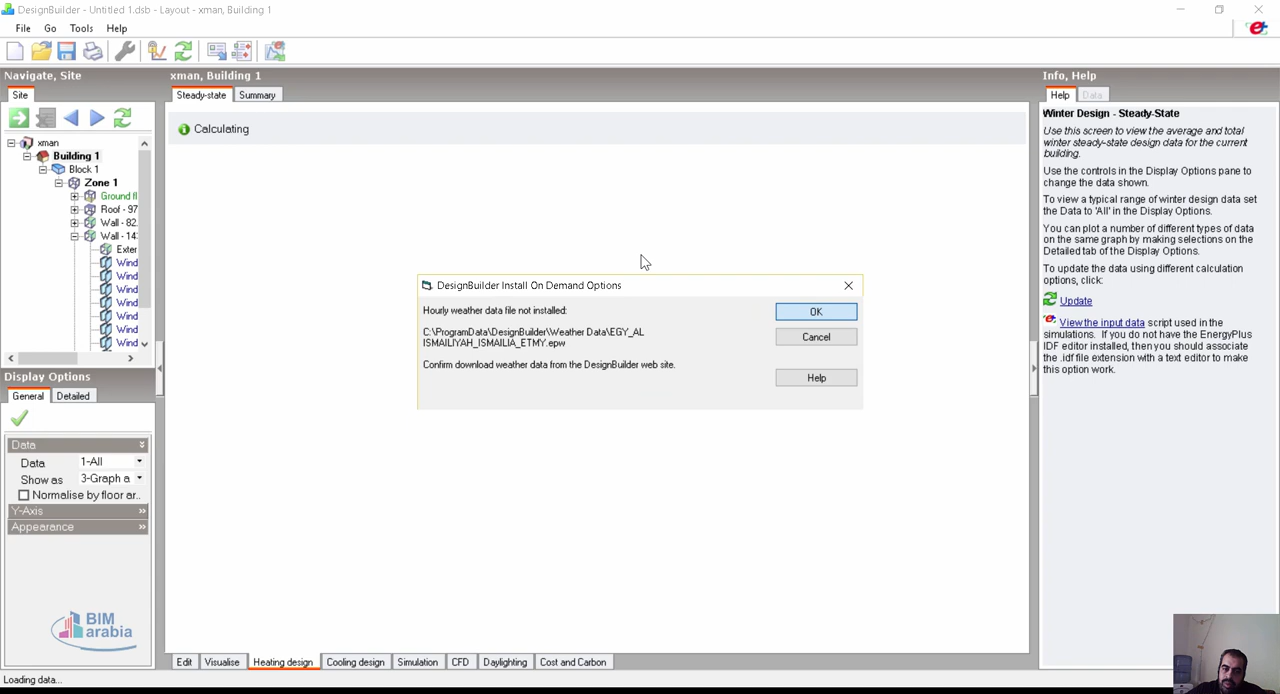 DesignBuilder - Untitled 1.dsb - Layout - xman, Building 1
File Go Tools Help
Navigate, Site
Site
xman
Building 1
Block 1
Zone 1
Ground fl
Roof - 97
Wall - 82.
Wall - 14:
Exter
Wind
Wind
Wind
Wind
Wind
Wind
Wind
Display Options
General Detailed
Data
Data 1-All
Show as 3-Graph a
Normalise by floor ar..
Y-Axis
Appearance
BIM
arabia
Loading data...
xman, Building 1
Steady-state Summary
Calculating
DesignBuilder Install On Demand Options
Hourly weather data file not installed:
C:\ProgramData\DesignBuilder\Weather Data\EGY_AL
ISMAILIYAH_ISMAILIA_ETMY.epw
Confirm download weather data from the DesignBuilder web site.
OK
Cancel
Help
Edit Visualise Heating design Cooling design Simulation CFD Daylighting Cost and Carbon
Info, Help
Help Data
Winter Design - Steady-State
Use this screen to view the average and total
winter steady-state design data for the current
building.
Use the controls in the Display Options pane to
change the data shown.
To view a typical range of winter design data set
the Data to 'All' in the Display Options.
You can plot a number of different types of data
on the same graph by making selections on the
Detailed tab of the Display Options.
To update the data using different calculation
options, click:
Update
View the input data script used in the
simulations. If you do not have the EnergyPlus
IDF editor installed, then you should associate
the .idf file extension with a text editor to make
this option work.